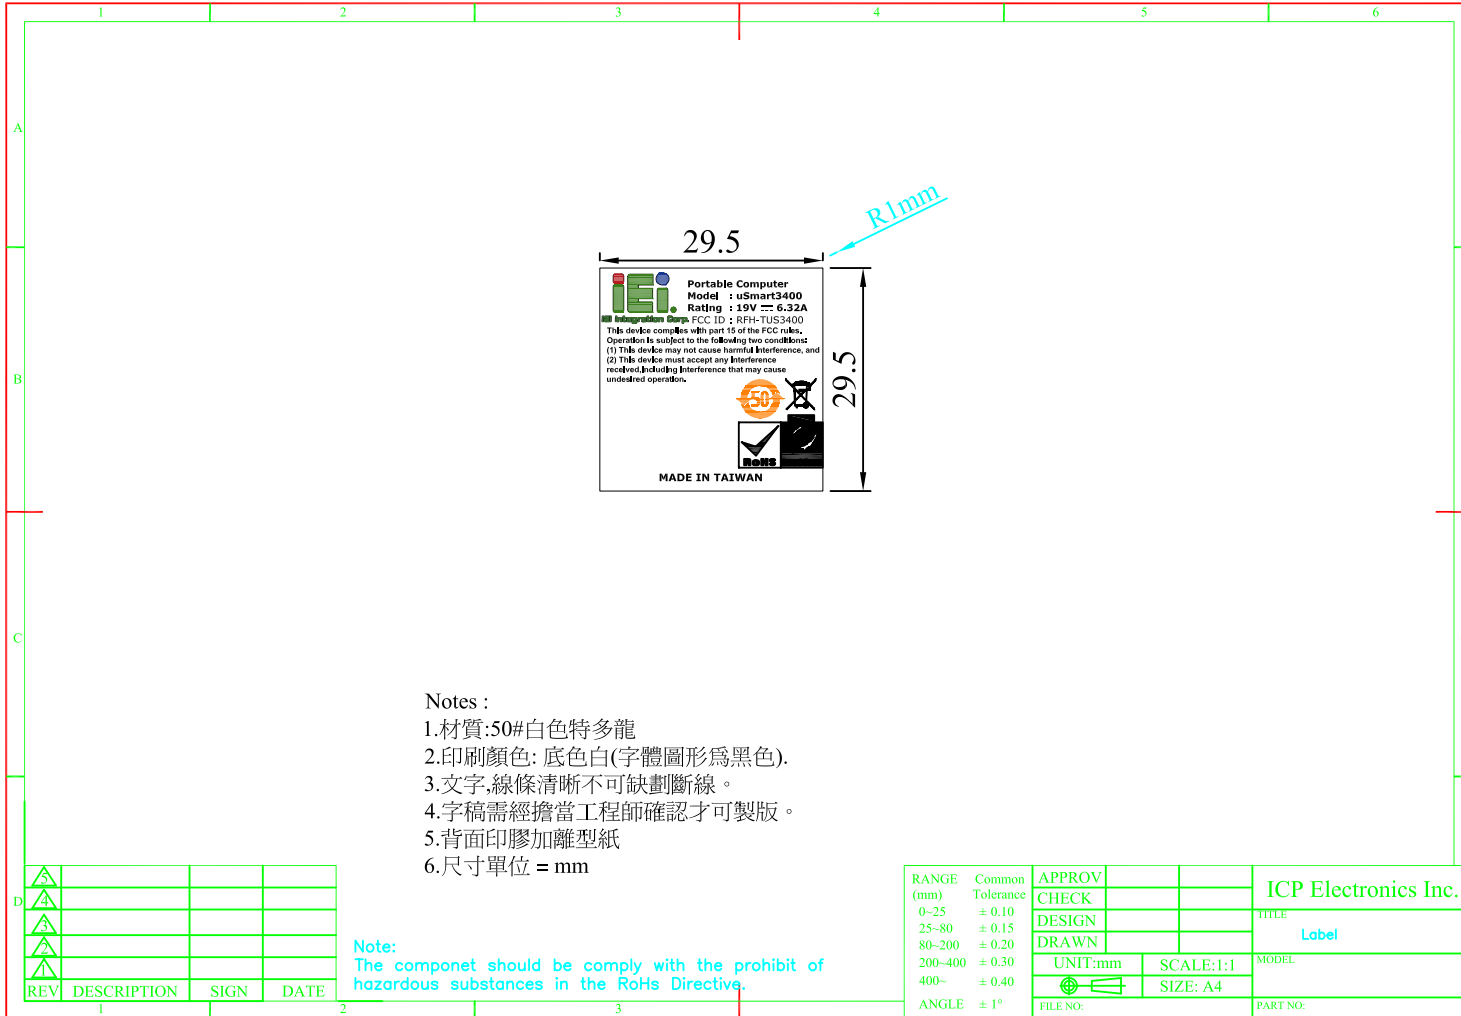 1 2 3 4 5 6
A
B
C
D
R1mm
29.5
29.5
iEi.
IEI Integration Corp.
Portable Computer
Model : uSmart3400
Rating : 19V 6.32A
FCC ID : RFH-TUS3400
This device complies with part 15 of the FCC rules.
Operation is subject to the following two conditions:
(1) This device may not cause harmful interference, and
(2) This device must accept any interference
received,including interference that may cause
undesired operation.
50
RoHS
MADE IN TAIWAN
Notes :
1.材質:50#白色特多龍
2.印刷顏色: 底色白(字體圖形爲黑色).
3.文字,線條清晰不可缺劃斷線。
4.字稿需經擔當工程師確認才可製版。
5.背面印膠加離型紙
6.尺寸單位 = mm
Note:
The componet should be comply with the prohibit of
hazardous substances in the RoHs Directive.
5
4
3
2
1
REV DESCRIPTION SIGN DATE
RANGE Common
(mm) Tolerance
0~25 ± 0.10
25~80 ± 0.15
80~200 ± 0.20
200~400 ± 0.30
400~ ± 0.40
ANGLE ± 1°
APPROV
CHECK
DESIGN
DRAWN
UNIT:mm SCALE:1:1
SIZE: A4
FILE NO:
ICP Electronics Inc.
TITLE
Label
MODEL
PART NO:
1 2 3